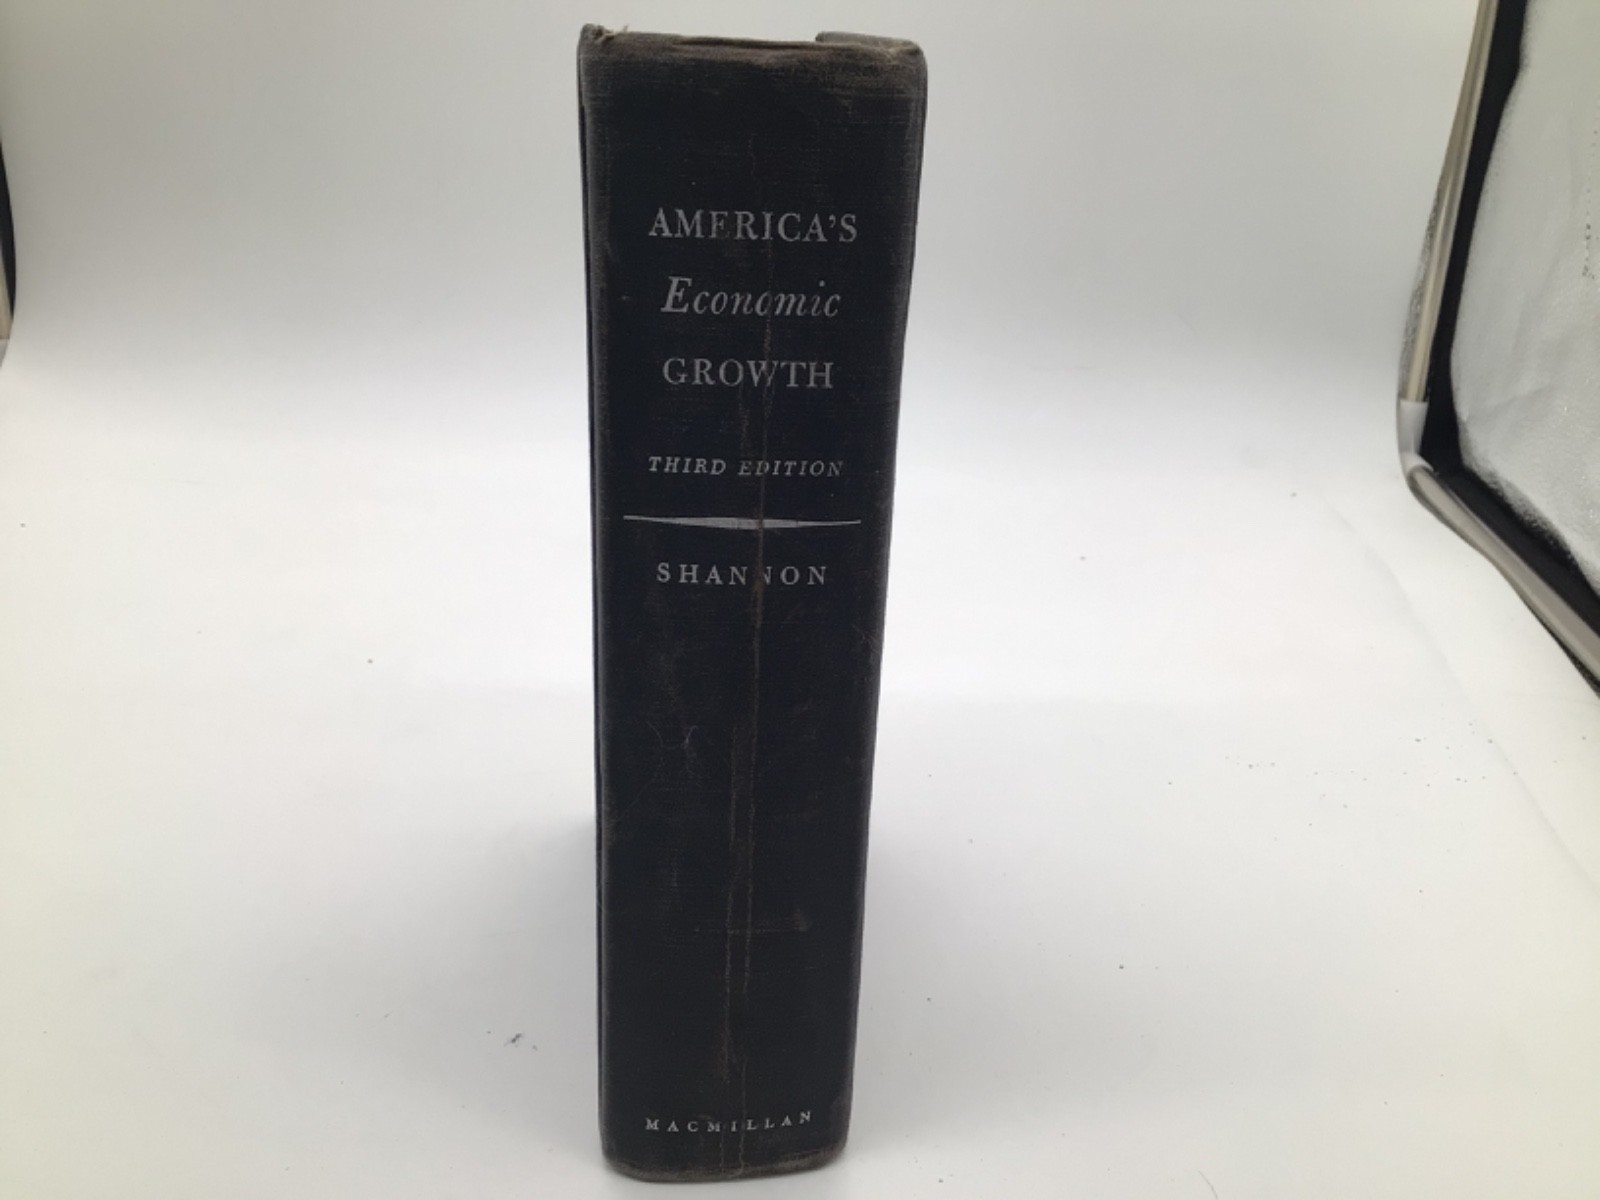 AMERICA'S
Economic
GROWTH
THIRD EDITION
SHANNON
MACMILLAN